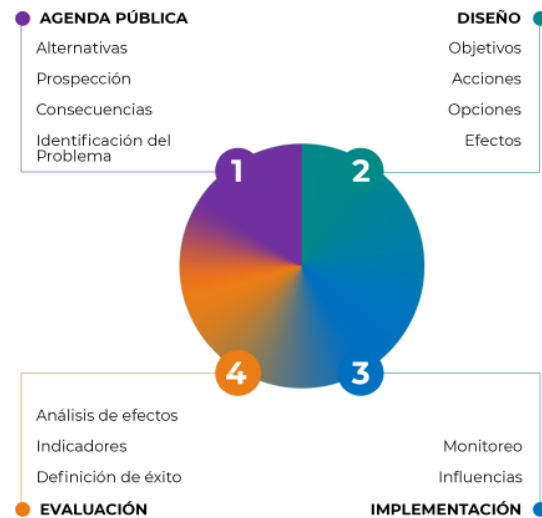 AGENDA PÚBLICA
Alternativas
Prospección
Consecuencias
Identificación del
Problema
DISEÑO
Objetivos
Acciones
Opciones
Efectos
1
2
4
3
Análisis de efectos
Indicadores
Definición de éxito
EVALUACIÓN
Monitoreo
Influencias
IMPLEMENTACIÓN